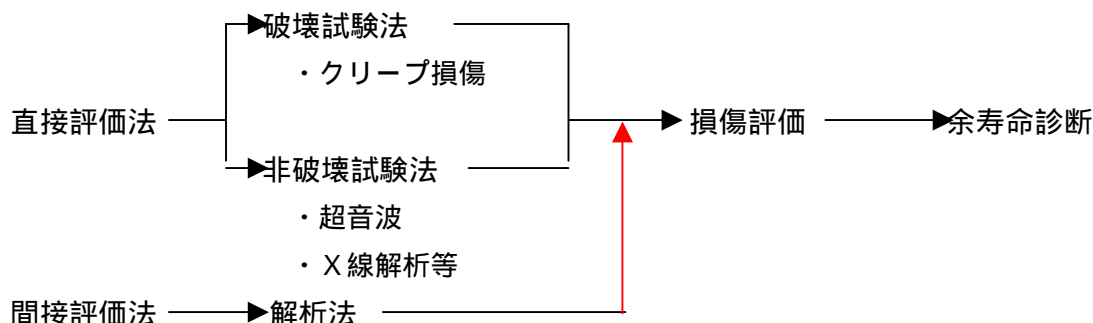 破壊試験法
・クリープ損傷
直接評価法
損傷評価
余寿命診断
非破壊試験法
・超音波
・X線解析等
間接評価法
解析法